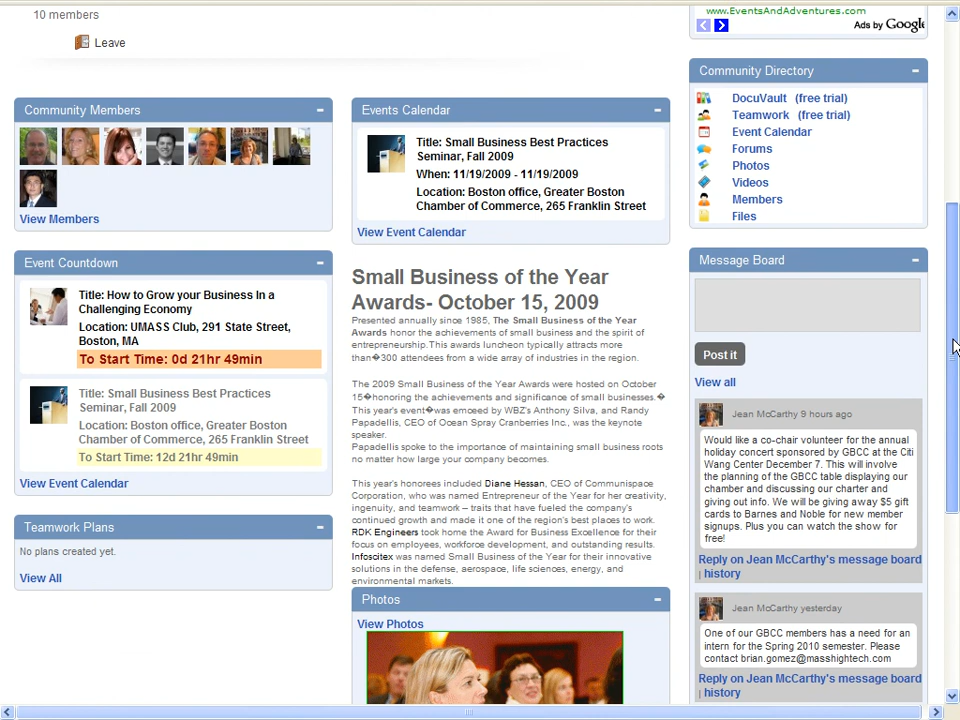 10 members
Leave
www.EventsAndAdventures.com
Ads by Google
Community Members
View Members
Event Countdown
Title: How to Grow your Business In a
Challenging Economy
Location: UMASS Club, 291 State Street,
Boston, MA
To Start Time: 0d 21hr 49min
Title: Small Business Best Practices
Seminar, Fall 2009
Location: Boston office, Greater Boston
Chamber of Commerce, 265 Franklin Street
To Start Time: 12d 21hr 49min
View Event Calendar
Teamwork Plans
No plans created yet.
View All
Events Calendar
Title: Small Business Best Practices
Seminar, Fall 2009
When: 11/19/2009 - 11/19/2009
Location: Boston office, Greater Boston
Chamber of Commerce, 265 Franklin Street
View Event Calendar
Small Business of the Year
Awards- October 15, 2009
Presented annually since 1985, The Small Business of the Year
Awards honor the achievements of small business and the spirit of
entrepreneurship.This awards luncheon typically attracts more
than�300 attendees from a wide array of industries in the region.
The 2009 Small Business of the Year Awards were hosted on October
15�honoring the achievements and significance of small businesses.�
This year's event�was emceed by WBZ's Anthony Silva, and Randy
Papadellis, CEO of Ocean Spray Cranberries Inc., was the keynote
speaker.
Papadellis spoke to the importance of maintaining small business roots
no matter how large your company becomes.
This year's honorees included Diane Hessan, CEO of Communispace
Corporation, who was named Entrepreneur of the Year for her creativity,
ingenuity, and teamwork – traits that have fueled the company's
continued growth and made it one of the region's best places to work.
RDK Engineers took home the Award for Business Excellence for their
focus on employees, workforce development, and outstanding results.
Infoscitex was named Small Business of the Year for their innovative
solutions in the defense, aerospace, life sciences, energy, and
environmental markets.
Photos
View Photos
Community Directory
DocuVault (free trial)
Teamwork (free trial)
Event Calendar
Forums
Photos
Videos
Members
Files
Message Board
Post it
View all
Jean McCarthy 9 hours ago
Would like a co-chair volunteer for the annual
holiday concert sponsored by GBCC at the Citi
Wang Center December 7. This will involve
the planning of the GBCC table displaying our
chamber and discussing our charter and
giving out info. We will be giving away $5 gift
cards to Barnes and Noble for new member
signups. Plus you can watch the show for
free!
Reply on Jean McCarthy's message board
| history
Jean McCarthy yesterday
One of our GBCC members has a need for an
intern for the Spring 2010 semester. Please
contact brian.gomez@masshightech.com
Reply on Jean McCarthy's message board
| history